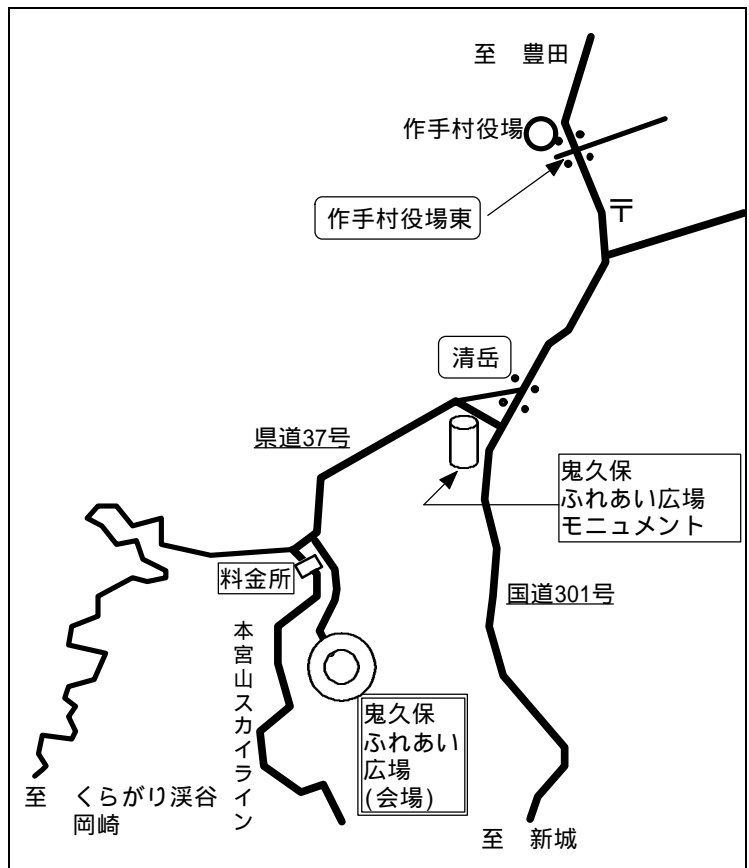 至　豊田
作手村役場
作手村役場東
〒
清岳
県道37号
鬼久保
ふれあい広場
モニュメント
料金所
国道301号
本宮山スカイライン
鬼久保
ふれあい
広場
(会場)
至　くらがり渓谷
岡崎
至　新城